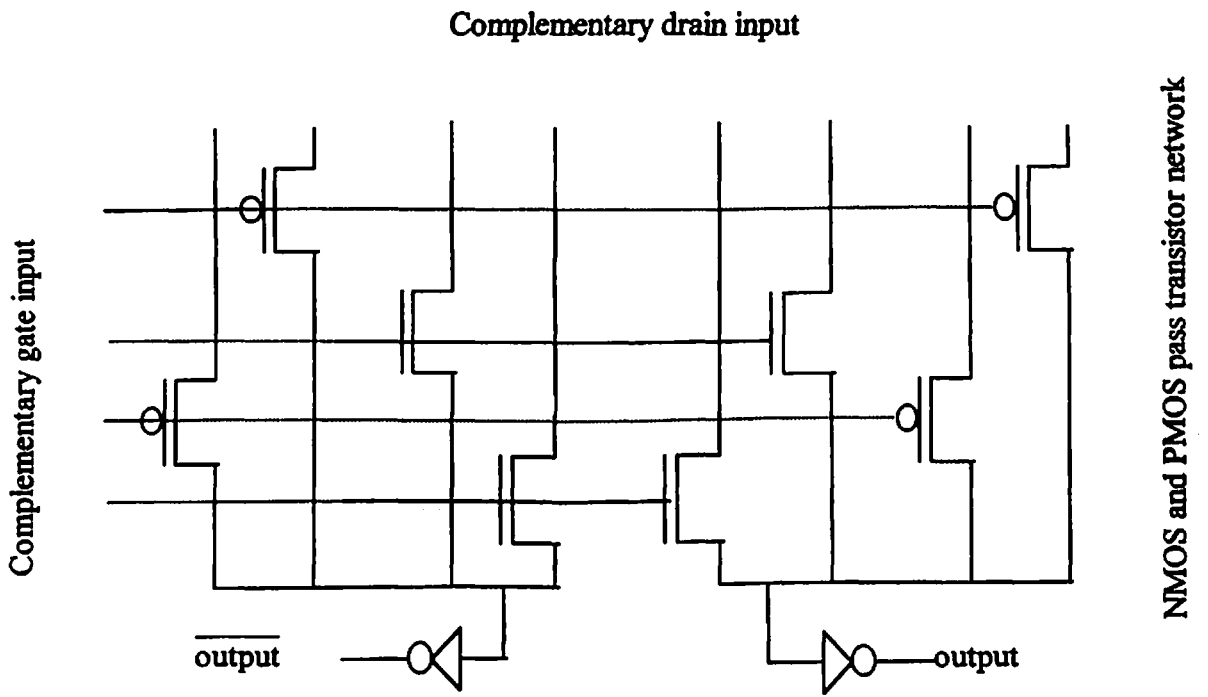 Complementary drain input
Complementary gate input
NMOS and PMOS pass transistor network
output
output